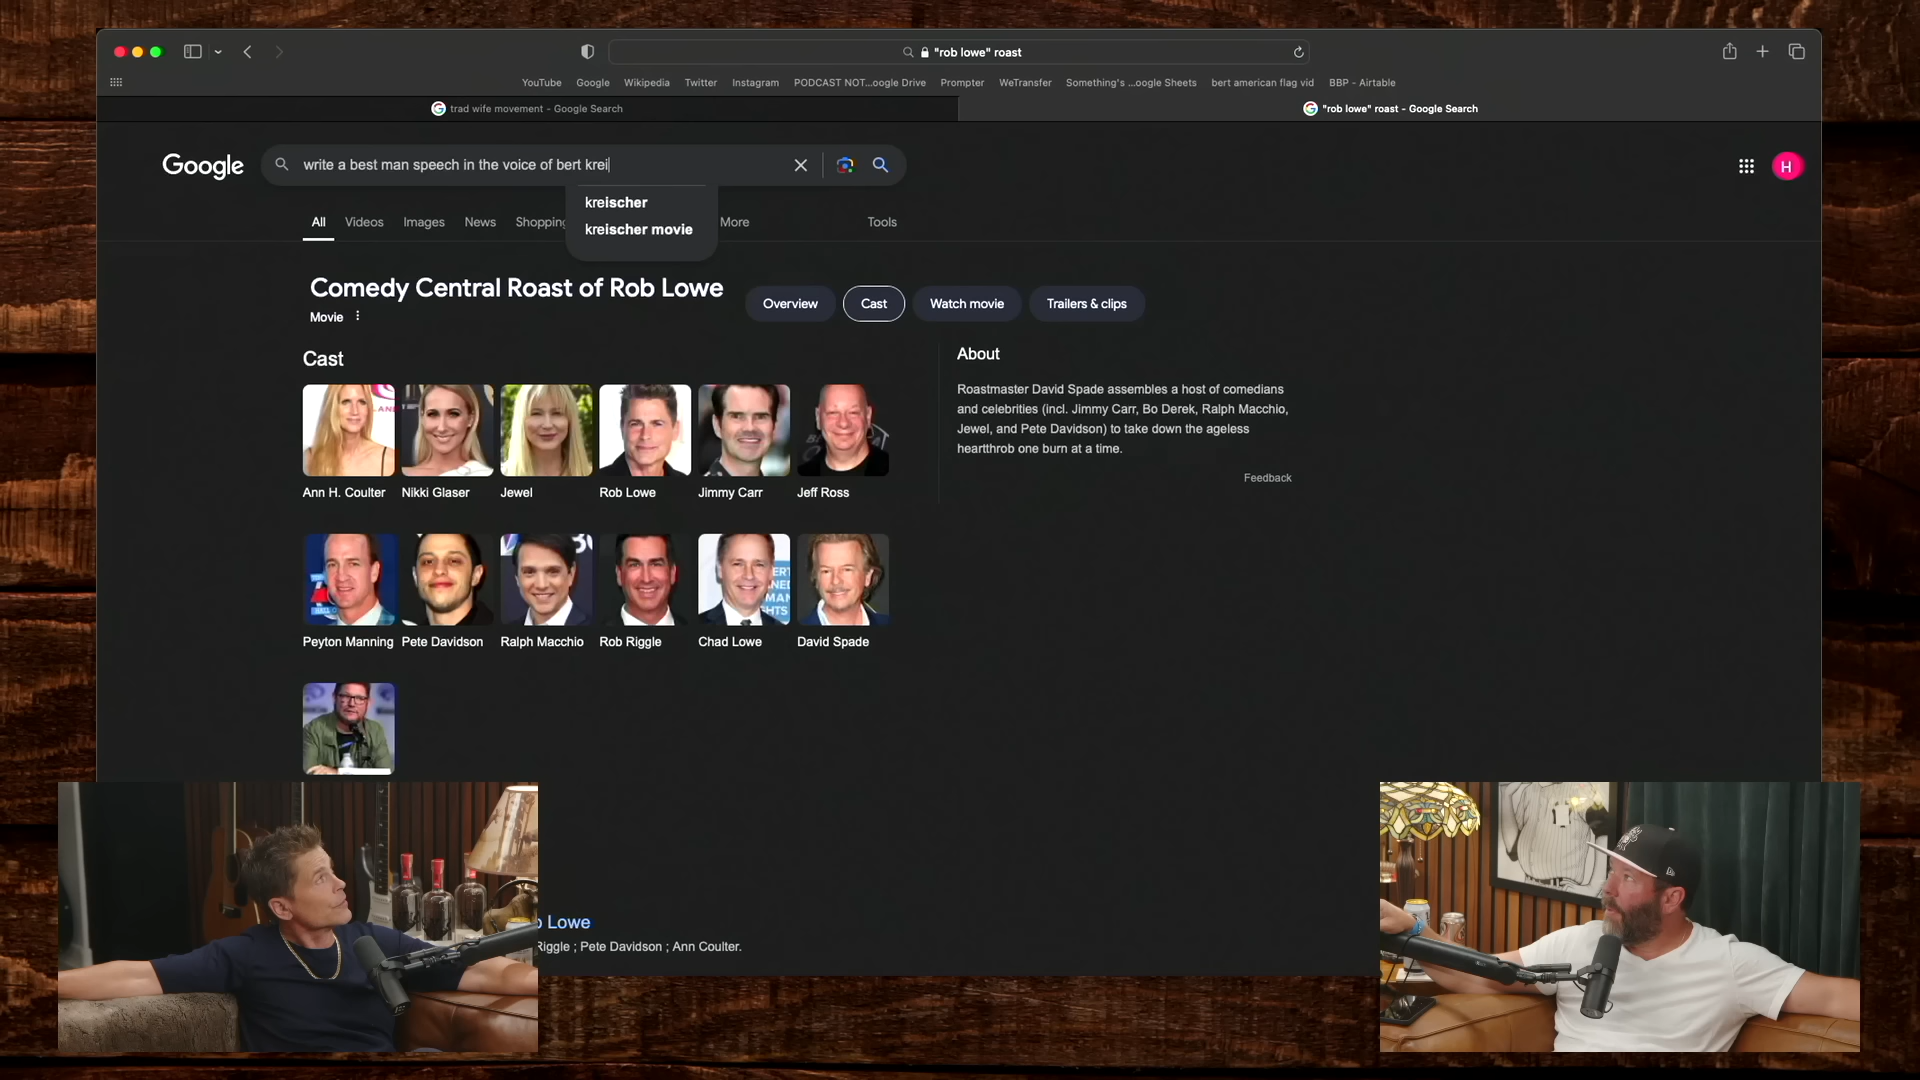 "rob lowe" roast
YouTube Google Wikipedia Twitter Instagram PODCAST NOT...oogle Drive Prompter WeTransfer Something's ...oogle Sheets bert american flag vid BBP - Airtable
trad wife movement - Google Search
"rob lowe" roast - Google Search
Google
write a best man speech in the voice of bert krei
H
kreischer
kreischer movie
All Videos Images News Shopping More Tools
Comedy Central Roast of Rob Lowe
Movie
Overview Cast Watch movie Trailers & clips
Cast
Ann H. Coulter Nikki Glaser Jewel Rob Lowe Jimmy Carr Jeff Ross
Peyton Manning Pete Davidson Ralph Macchio Rob Riggle Chad Lowe David Spade
About
Roastmaster David Spade assembles a host of comedians
and celebrities (incl. Jimmy Carr, Bo Derek, Ralph Macchio,
Jewel, and Pete Davidson) to take down the ageless
heartthrob one burn at a time.
Feedback
b Lowe
Riggle ; Pete Davidson ; Ann Coulter.